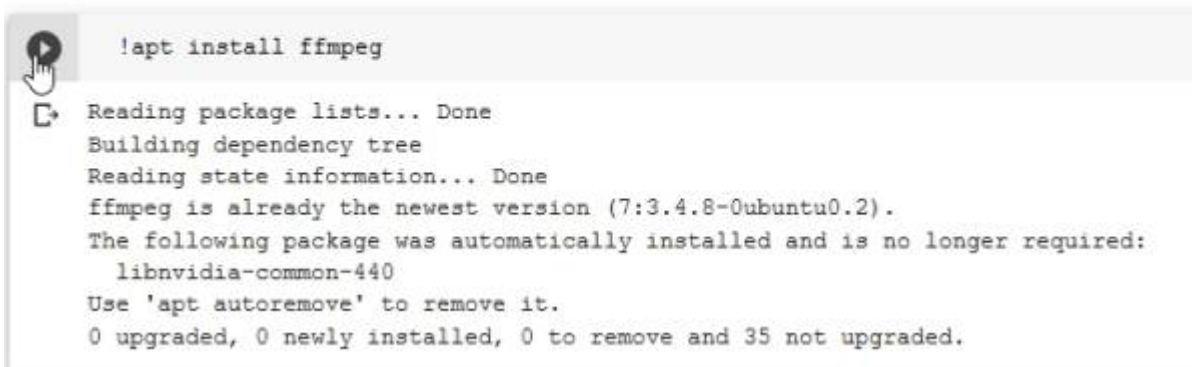 !apt install ffmpeg
Reading package lists... Done
Building dependency tree
Reading state information... Done
ffmpeg is already the newest version (7:3.4.8-0ubuntu0.2).
The following package was automatically installed and is no longer required:
  libnvidia-common-440
Use 'apt autoremove' to remove it.
0 upgraded, 0 newly installed, 0 to remove and 35 not upgraded.